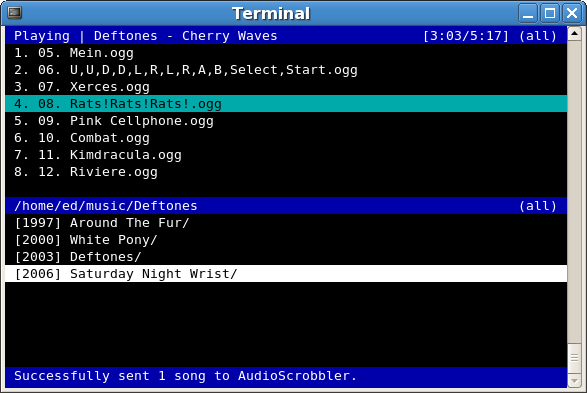 Terminal
Playing | Deftones - Cherry Waves [3:03/5:17] (all)
1. 05. Mein.ogg
2. 06. U,U,D,D,L,R,L,R,A,B,Select,Start.ogg
3. 07. Xerces.ogg
4. 08. Rats!Rats!Rats!.ogg
5. 09. Pink Cellphone.ogg
6. 10. Combat.ogg
7. 11. Kimdracula.ogg
8. 12. Riviere.ogg
/home/ed/music/Deftones (all)
[1997] Around The Fur/
[2000] White Pony/
[2003] Deftones/
[2006] Saturday Night Wrist/
Successfully sent 1 song to AudioScrobbler.